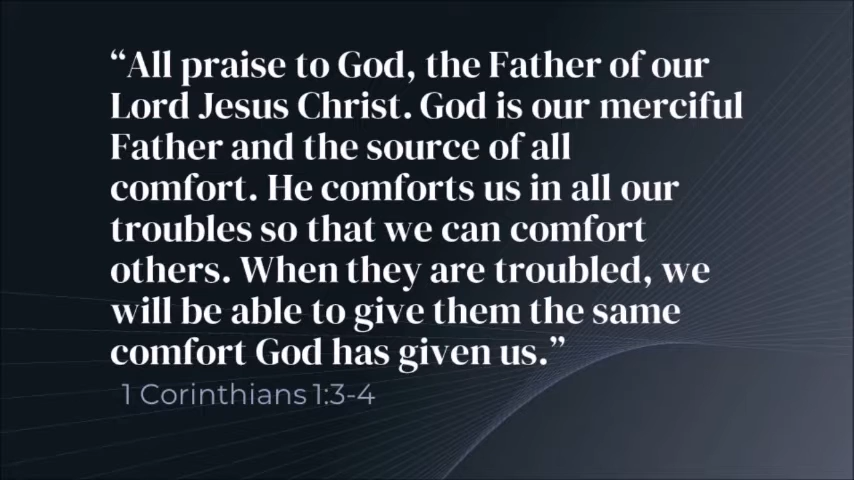 “All praise to God, the Father of our
Lord Jesus Christ. God is our merciful
Father and the source of all
comfort. He comforts us in all our
troubles so that we can comfort
others. When they are troubled, we
will be able to give them the same
comfort God has given us.”
1 Corinthians 1:3-4